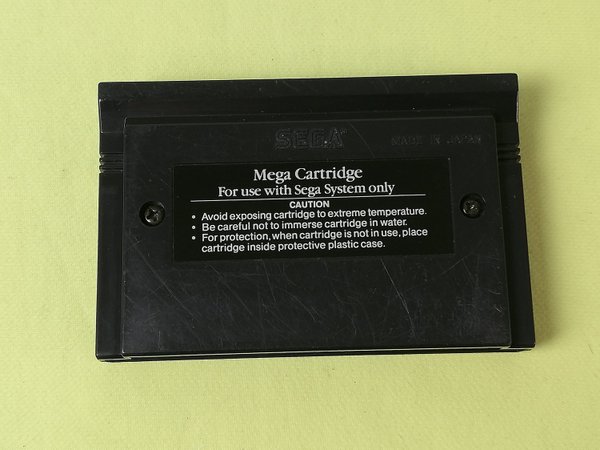 SEGA® MADE IN JAPAN
Mega Cartridge
For use with Sega System only
CAUTION
• Avoid exposing cartridge to extreme temperature.
• Be careful not to immerse cartridge in water.
• For protection, when cartridge is not in use, place
cartridge inside protective plastic case.